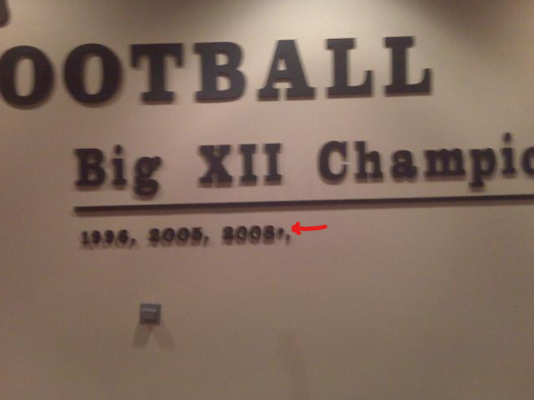 OOTBALL
Big XII Champio
1996, 2005, 2008*,